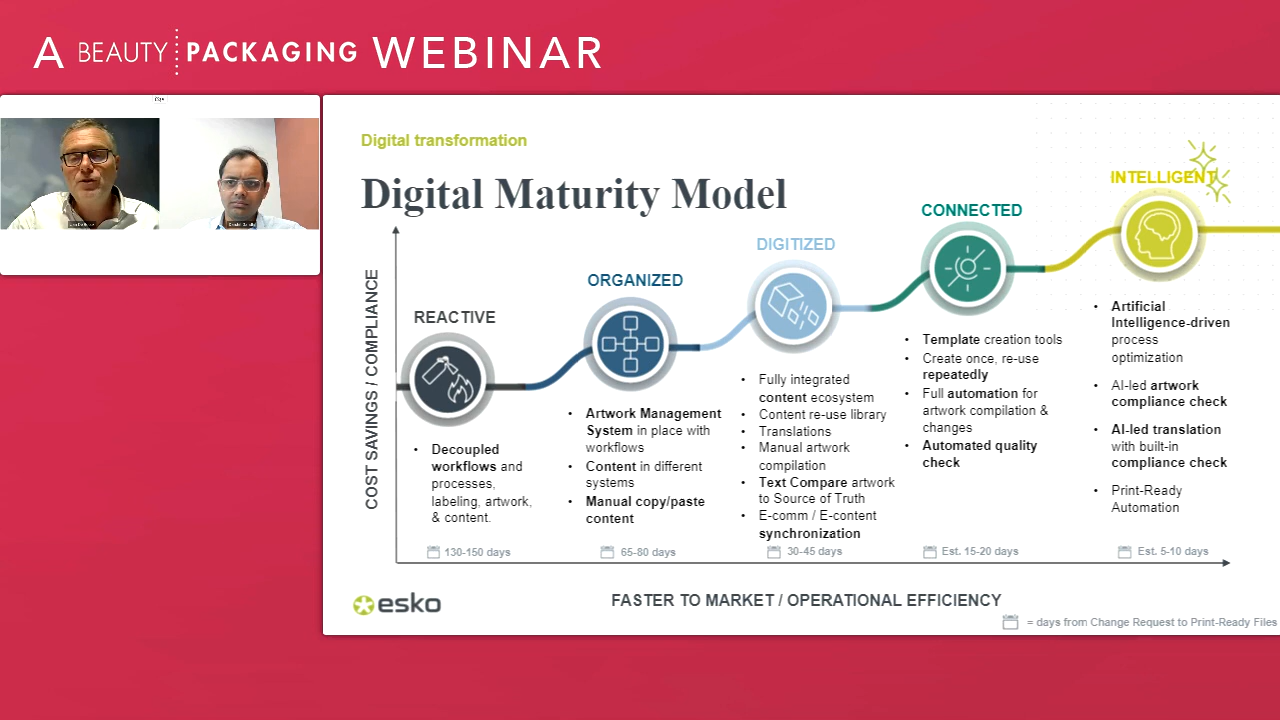 A BEAUTY PACKAGING WEBINAR
Digital transformation
Digital Maturity Model
COST SAVINGS / COMPLIANCE
REACTIVE
• Decoupled
workflows and
processes,
labeling, artwork,
& content.
130-150 days
ORGANIZED
• Artwork Management
System in place with
workflows
• Content in different
systems
• Manual copy/paste
content
65-80 days
DIGITIZED
• Fully integrated
content ecosystem
• Content re-use library
• Translations
• Manual artwork
compilation
• Text Compare artwork
to Source of Truth
• E-comm / E-content
synchronization
30-45 days
CONNECTED
• Template creation tools
• Create once, re-use
repeatedly
• Full automation for
artwork compilation &
changes
• Automated quality
check
Est. 15-20 days
INTELLIGENT
• Artificial
Intelligence-driven
process
optimization
• AI-led artwork
compliance check
• AI-led translation
with built-in
compliance check
• Print-Ready
Automation
Est. 5-10 days
esko
FASTER TO MARKET / OPERATIONAL EFFICIENCY
= days from Change Request to Print-Ready Files